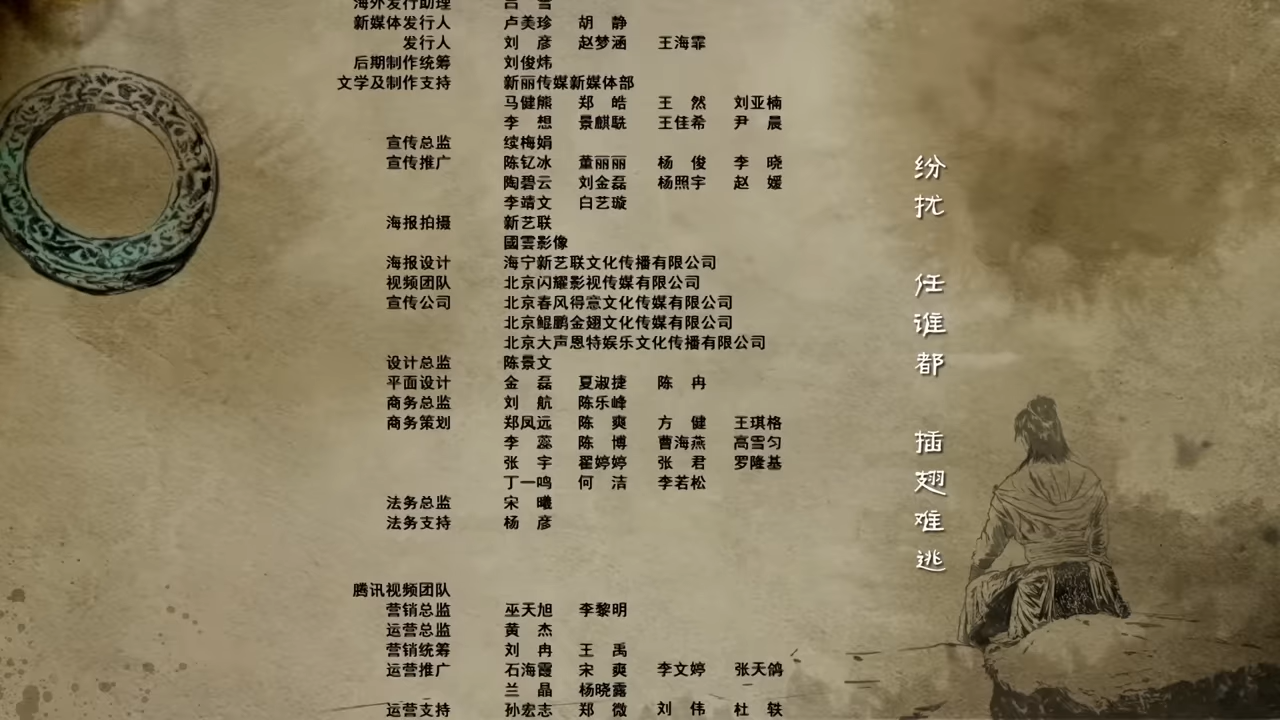 海外发行助理 吕 雪
新媒体发行人 卢美珍 胡 静
发行人 刘 彦 赵梦涵 王海霏
后期制作统筹 刘俊炜
文学及制作支持 新丽传媒新媒体部
马健熊 郑 皓 王 然 刘亚楠
李 想 景麒駪 王佳希 尹 晨
宣传总监 续梅娟
宣传推广 陈钇冰 董丽丽 杨 俊 李 晓
陶碧云 刘金磊 杨照宇 赵 媛
李靖文 白艺璇
海报拍摄 新艺联
國雲影像
海报设计 海宁新艺联文化传播有限公司
视频团队 北京闪耀影视传媒有限公司
宣传公司 北京春风得意文化传媒有限公司
北京鲲鹏金翅文化传媒有限公司
北京大声恩特娱乐文化传播有限公司
设计总监 陈景文
平面设计 金 磊 夏淑捷 陈 冉
商务总监 刘 航 陈乐峰
商务策划 郑凤远 陈 爽 方 健 王琪格
李 蕊 陈 博 曹海燕 高雪匀
张 宇 翟婷婷 张 君 罗隆基
丁一鸣 何 洁 李若松
法务总监 宋 曦
法务支持 杨 彦
腾讯视频团队
营销总监 巫天旭 李黎明
运营总监 黄 杰
营销统筹 刘 冉 王 禹
运营推广 石海霞 宋 爽 李文婷 张天鸽
兰 晶 杨晓露
运营支持 孙宏志 郑 微 刘 伟 杜 轶
纷扰 任谁都 插翅难逃